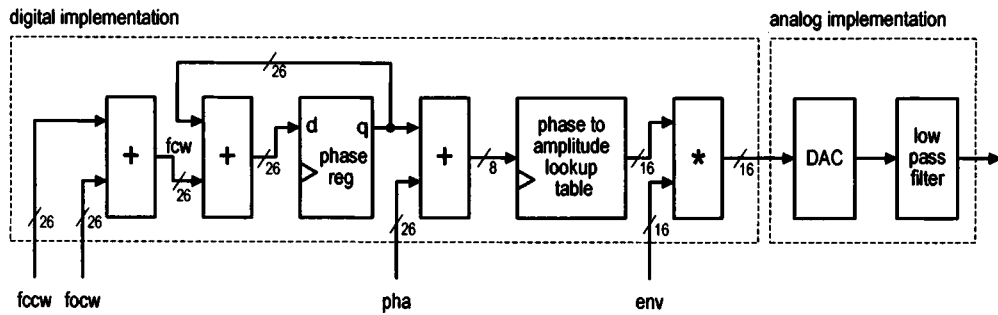 digital implementation
analog implementation
26
+
fcw
26
+
26
d
q
phase
reg
+
8
phase to
amplitude
lookup
table
16
*
16
DAC
low
pass
filter
26
26
26
16
fccw
focw
pha
env